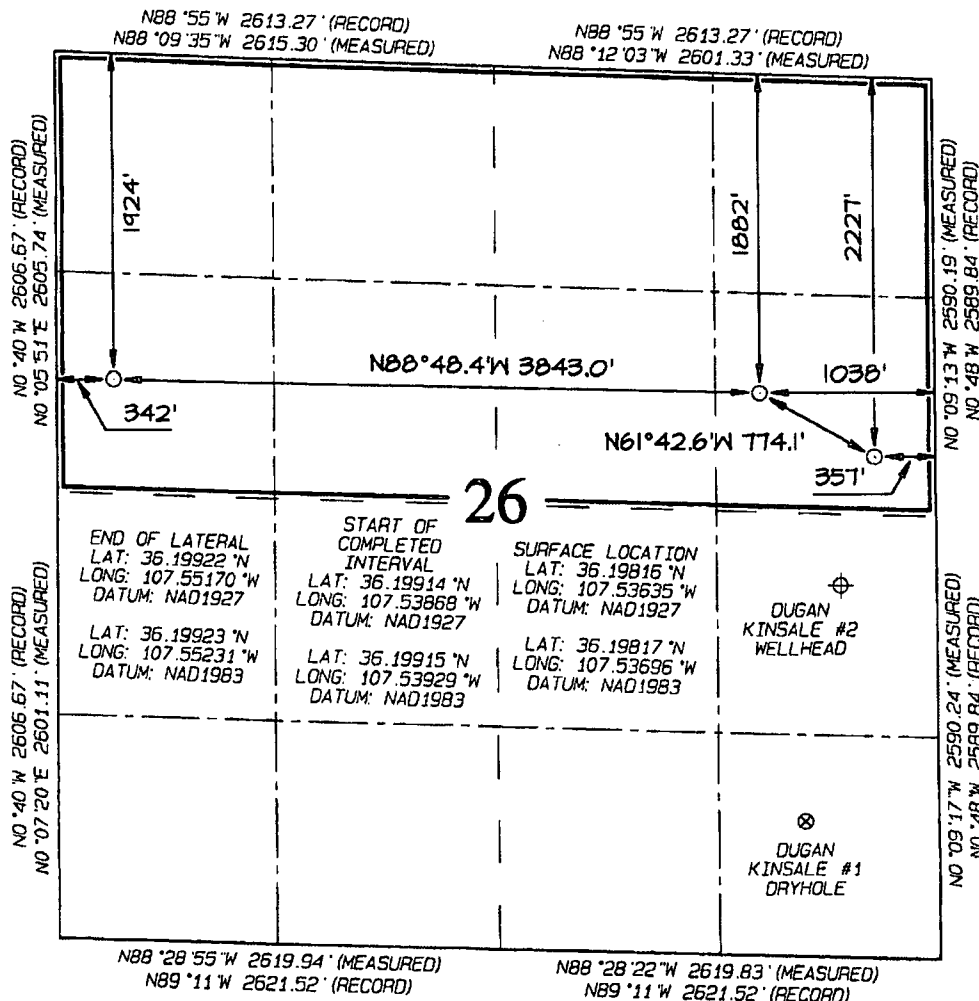 N88°55'W 2613.27' (RECORD)
N88°09'35"W 2615.30' (MEASURED)
N88°55'W 2613.27' (RECORD)
N88°12'03"W 2601.33' (MEASURED)
N0°40'W 2606.67' (RECORD)
N0°05'51"E 2605.74' (MEASURED)
1924'
1882'
2227'
N0°09'13"W 2590.19' (MEASURED)
N0°48'W 2589.84' (RECORD)
N88°48.4'W 3843.0'
1038'
342'
N61°42.6'W 774.1'
357'
26
END OF LATERAL
LAT: 36.19922°N
LONG: 107.55170°W
DATUM: NAD1927
LAT: 36.19923°N
LONG: 107.55231°W
DATUM: NAD1983
START OF
COMPLETED
INTERVAL
LAT: 36.19914°N
LONG: 107.53868°W
DATUM: NAD1927
LAT: 36.19915°N
LONG: 107.53929°W
DATUM: NAD1983
SURFACE LOCATION
LAT: 36.19816°N
LONG: 107.53635°W
DATUM: NAD1927
LAT: 36.19817°N
LONG: 107.53696°W
DATUM: NAD1983
DUGAN
KINSALE #2
WELLHEAD
N0°40'W 2606.67' (RECORD)
N0°07'20"E 2601.11' (MEASURED)
N0°09'17"W 2590.24' (MEASURED)
N0°48'W 2589.84' (RECORD)
DUGAN
KINSALE #1
DRYHOLE
N88°28'55"W 2619.94' (MEASURED)
N89°11'W 2621.52' (RECORD)
N88°28'22"W 2619.83' (MEASURED)
N89°11'W 2621.52' (RECORD)